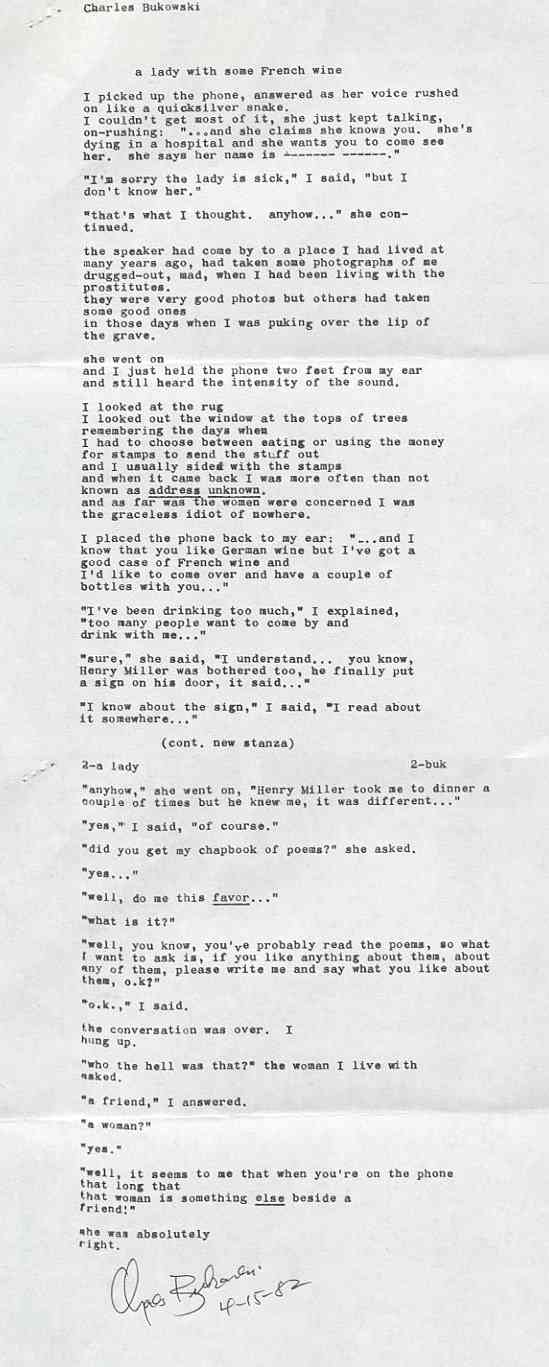 Charles Bukowski
a lady with some French wine
I picked up the phone, answered as her voice rushed
on like a quicksilver snake.
I couldn't get most of it, she just kept talking,
on-rushing: "...and she claims she knows you. she's
dying in a hospital and she wants you to come see
her. she says her name is ------- ------."
"I'm sorry the lady is sick," I said, "but I
don't know her."
"that's what I thought. anyhow..." she con-
tinued.
the speaker had come by to a place I had lived at
many years ago, had taken some photographs of me
drugged-out, mad, when I had been living with the
prostitutes.
they were very good photos but others had taken
some good ones
in those days when I was puking over the lip of
the grave.
she went on
and I just held the phone two feet from my ear
and still heard the intensity of the sound.
I looked at the rug
I looked out the window at the tops of trees
remembering the days when
I had to choose between eating or using the money
for stamps to send the stuff out
and I usually sided with the stamps
and when it came back I was more often than not
known as address unknown.
and as far was the women were concerned I was
the graceless idiot of nowhere.
I placed the phone back to my ear: "...and I
know that you like German wine but I've got a
good case of French wine and
I'd like to come over and have a couple of
bottles with you..."
"I've been drinking too much," I explained,
"too many people want to come by and
drink with me..."
"sure," she said, "I understand... you know,
Henry Miller was bothered too, he finally put
a sign on his door, it said..."
"I know about the sign," I said, "I read about
it somewhere..."
(cont. new stanza)
2-a lady 2-buk
"anyhow," she went on, "Henry Miller took me to dinner a
couple of times but he knew me, it was different..."
"yes," I said, "of course."
"did you get my chapbook of poems?" she asked.
"yes..."
"well, do me this favor..."
"what is it?"
"well, you know, you've probably read the poems, so what
I want to ask is, if you like anything about them, about
any of them, please write me and say what you like about
them, o.k?"
"o.k.," I said.
the conversation was over. I
hung up.
"who the hell was that?" the woman I live with
asked.
"a friend," I answered.
"a woman?"
"yes."
"well, it seems to me that when you're on the phone
that long that
that woman is something else beside a
friend!"
she was absolutely
right.
Charles Bukowski
4-15-82